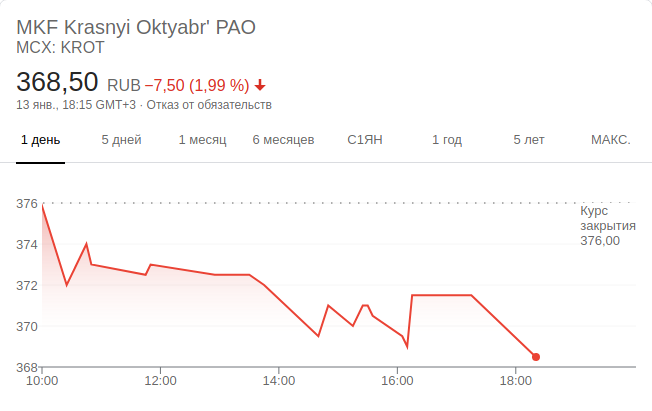 MKF Krasnyi Oktyabr' PAO
MCX: KROT
368,50 RUB −7,50 (1,99 %)
13 янв., 18:15 GMT+3 · Отказ от обязательств
1 день 5 дней 1 месяц 6 месяцев С1ЯН 1 год 5 лет МАКС.
376
Курс
закрытия
376,00
374
372
370
368
10:00 12:00 14:00 16:00 18:00